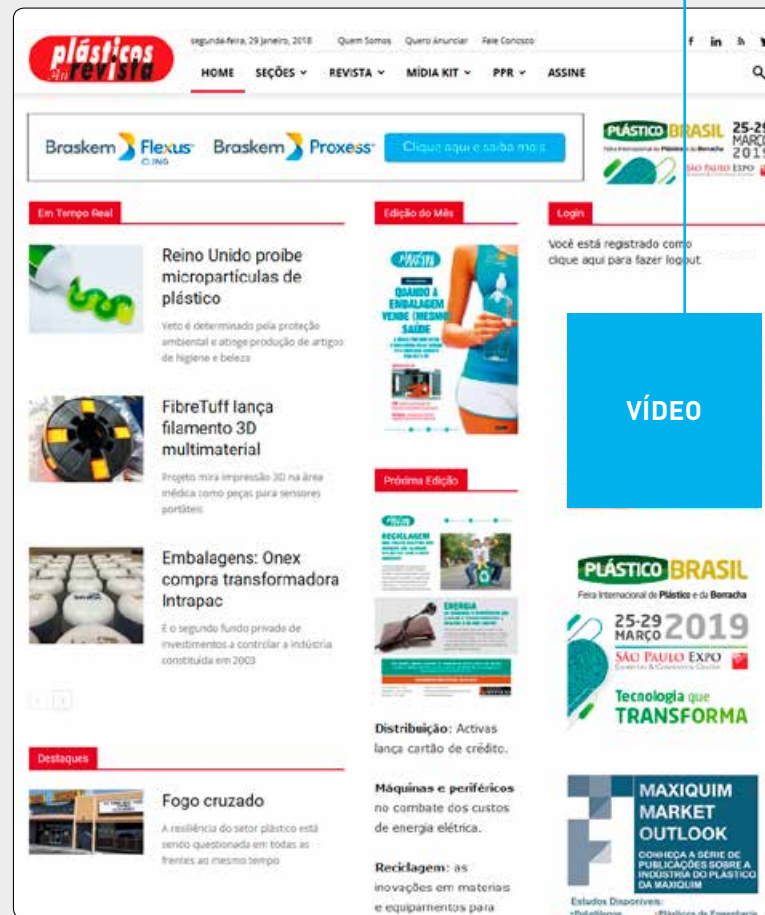 plásticos
em revista
segunda-feira, 29 janeiro, 2018
Quem Somos
Quero Anunciar
Fale Conosco
HOME
SEÇÕES
REVISTA
MÍDIA KIT
PPR
ASSINE
Braskem Flexus CLING
Braskem Proxess
Clique aqui e saiba mais
PLÁSTICO BRASIL
Feira Internacional do Plástico e da Borracha
25-29
MARÇO
2019
SÃO PAULO EXPO
Em Tempo Real
Reino Unido proíbe
micropartículas de
plástico
Veto é determinado pela proteção
ambiental e atinge produção de artigos
de higiene e beleza
FibreTuff lança
filamento 3D
multimaterial
Projeto mira impressão 3D na área
médica como peças para sensores
portáteis
Embalagens: Onex
compra transformadora
Intrapac
É o segundo fundo privado de
investimentos a controlar a indústria
constituída em 2003
Destaques
Fogo cruzado
A resiliência do setor plástico está
sendo questionada em todas as
frentes ao mesmo tempo
Edição do Mês
QUANDO A
EMBALAGEM
VENDE (MESMO)
SAÚDE
Próxima Edição
RECICLAGEM
ENERGIA
Distribuição: Activas
lança cartão de crédito.
Máquinas e periféricos
no combate dos custos
de energia elétrica.
Reciclagem: as
inovações em materiais
e equipamentos para
Login
Você está registrado como
clique aqui para fazer logout.
VÍDEO
PLÁSTICO BRASIL
Feira Internacional do Plástico e da Borracha
25-29
MARÇO 2019
SÃO PAULO EXPO
EXHIBITION & CONVENTION CENTER
Tecnologia que
TRANSFORMA
MAXIQUIM
MARKET
OUTLOOK
CONHEÇA A SÉRIE DE
PUBLICAÇÕES SOBRE A
INDÚSTRIA DO PLÁSTICO
DA MAXIQUIM
Estudos Disponíveis: